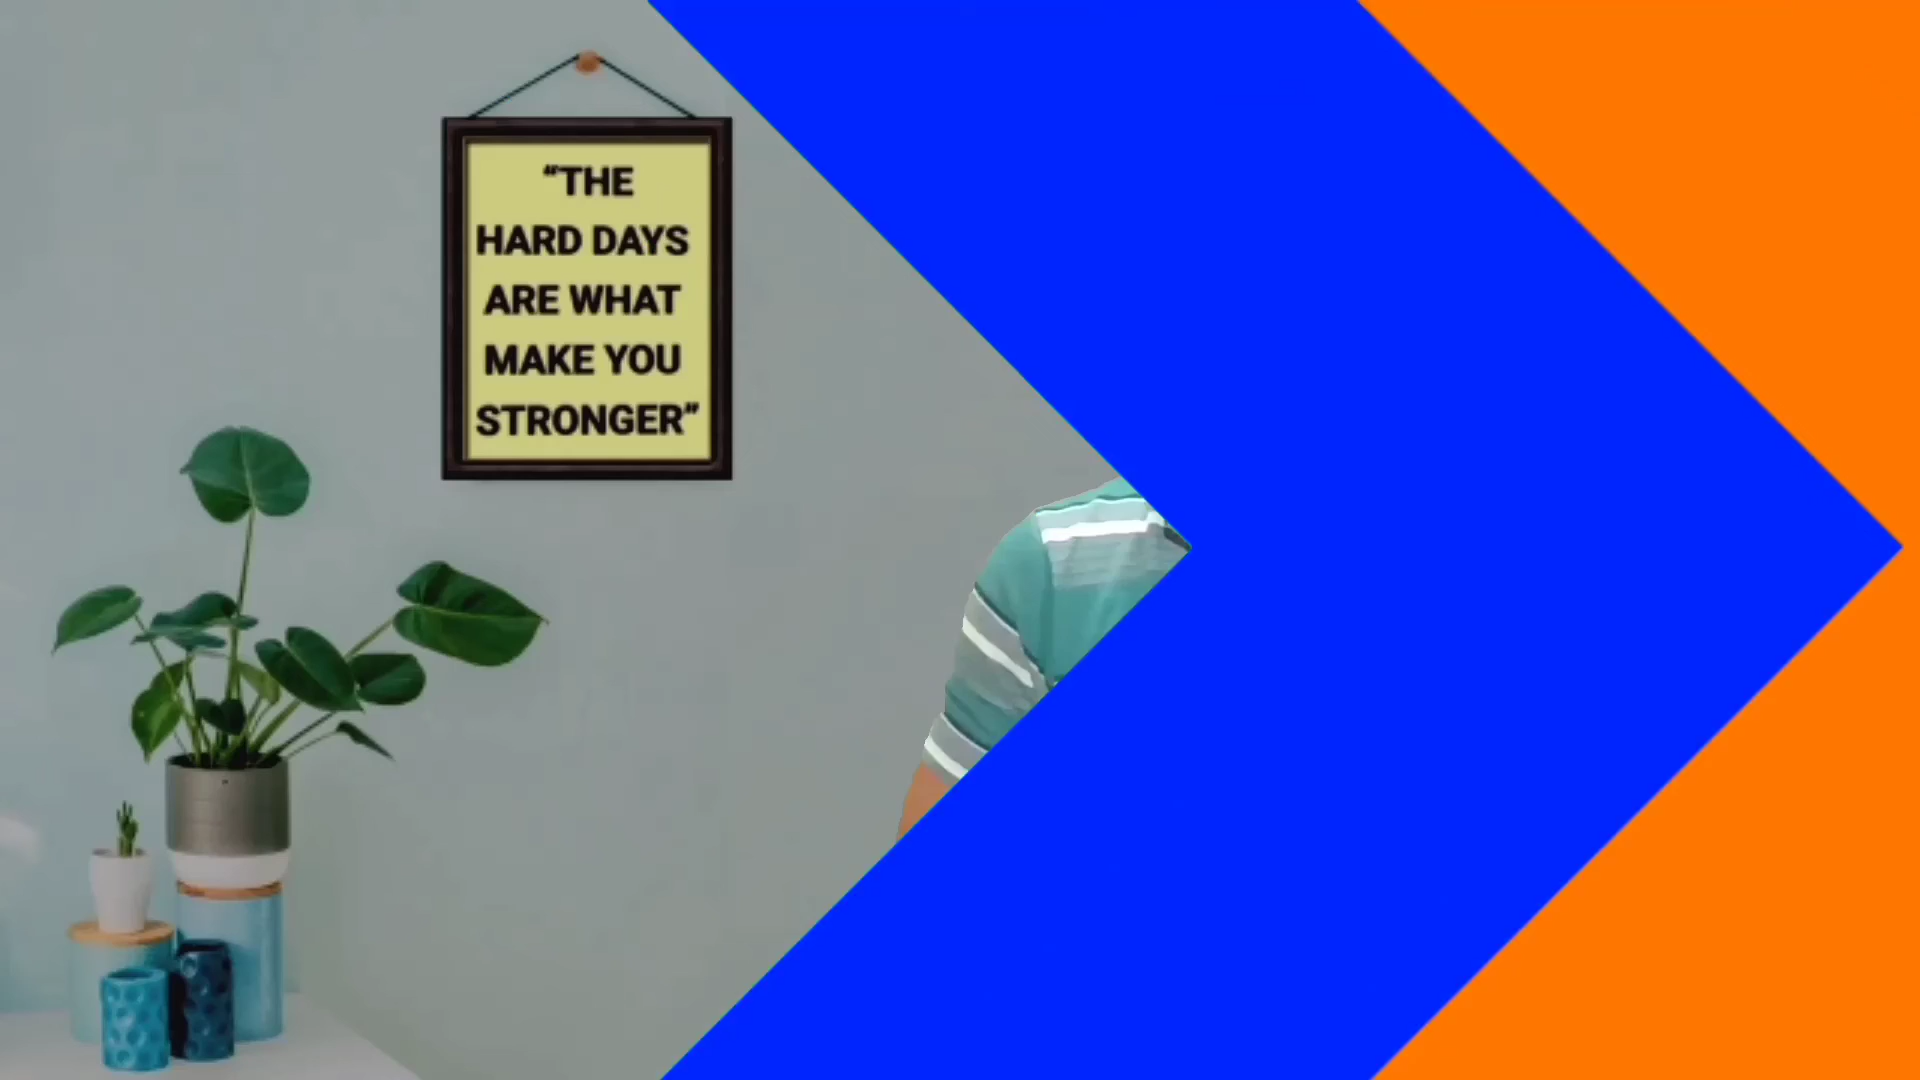 “THE
HARD DAYS
ARE WHAT
MAKE YOU
STRONGER”